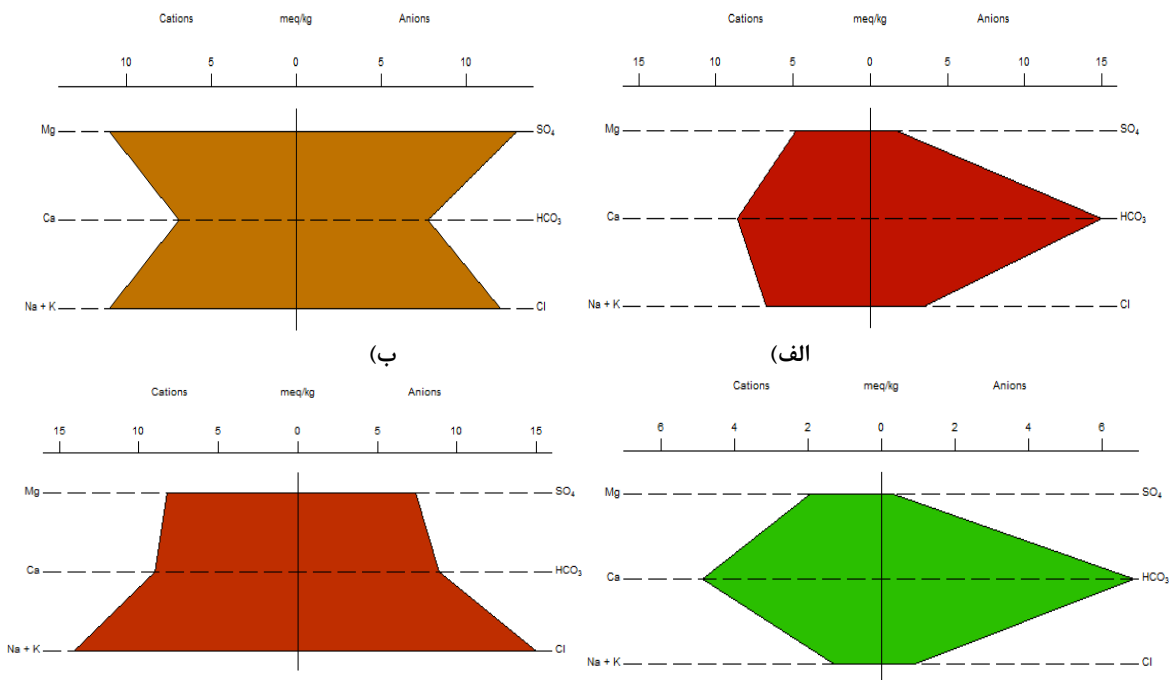 Cations meq/kg Anions
10 5 0 5 10
Mg SO₄
Ca HCO₃
Na + K Cl
ب)
Cations meq/kg Anions
15 10 5 0 5 10 15
Mg SO₄
Ca HCO₃
Na + K Cl
الف)
Cations meq/kg Anions
15 10 5 0 5 10 15
Mg SO₄
Ca HCO₃
Na + K Cl
Cations meq/kg Anions
6 4 2 0 2 4 6
Mg SO₄
Ca HCO₃
Na + K Cl